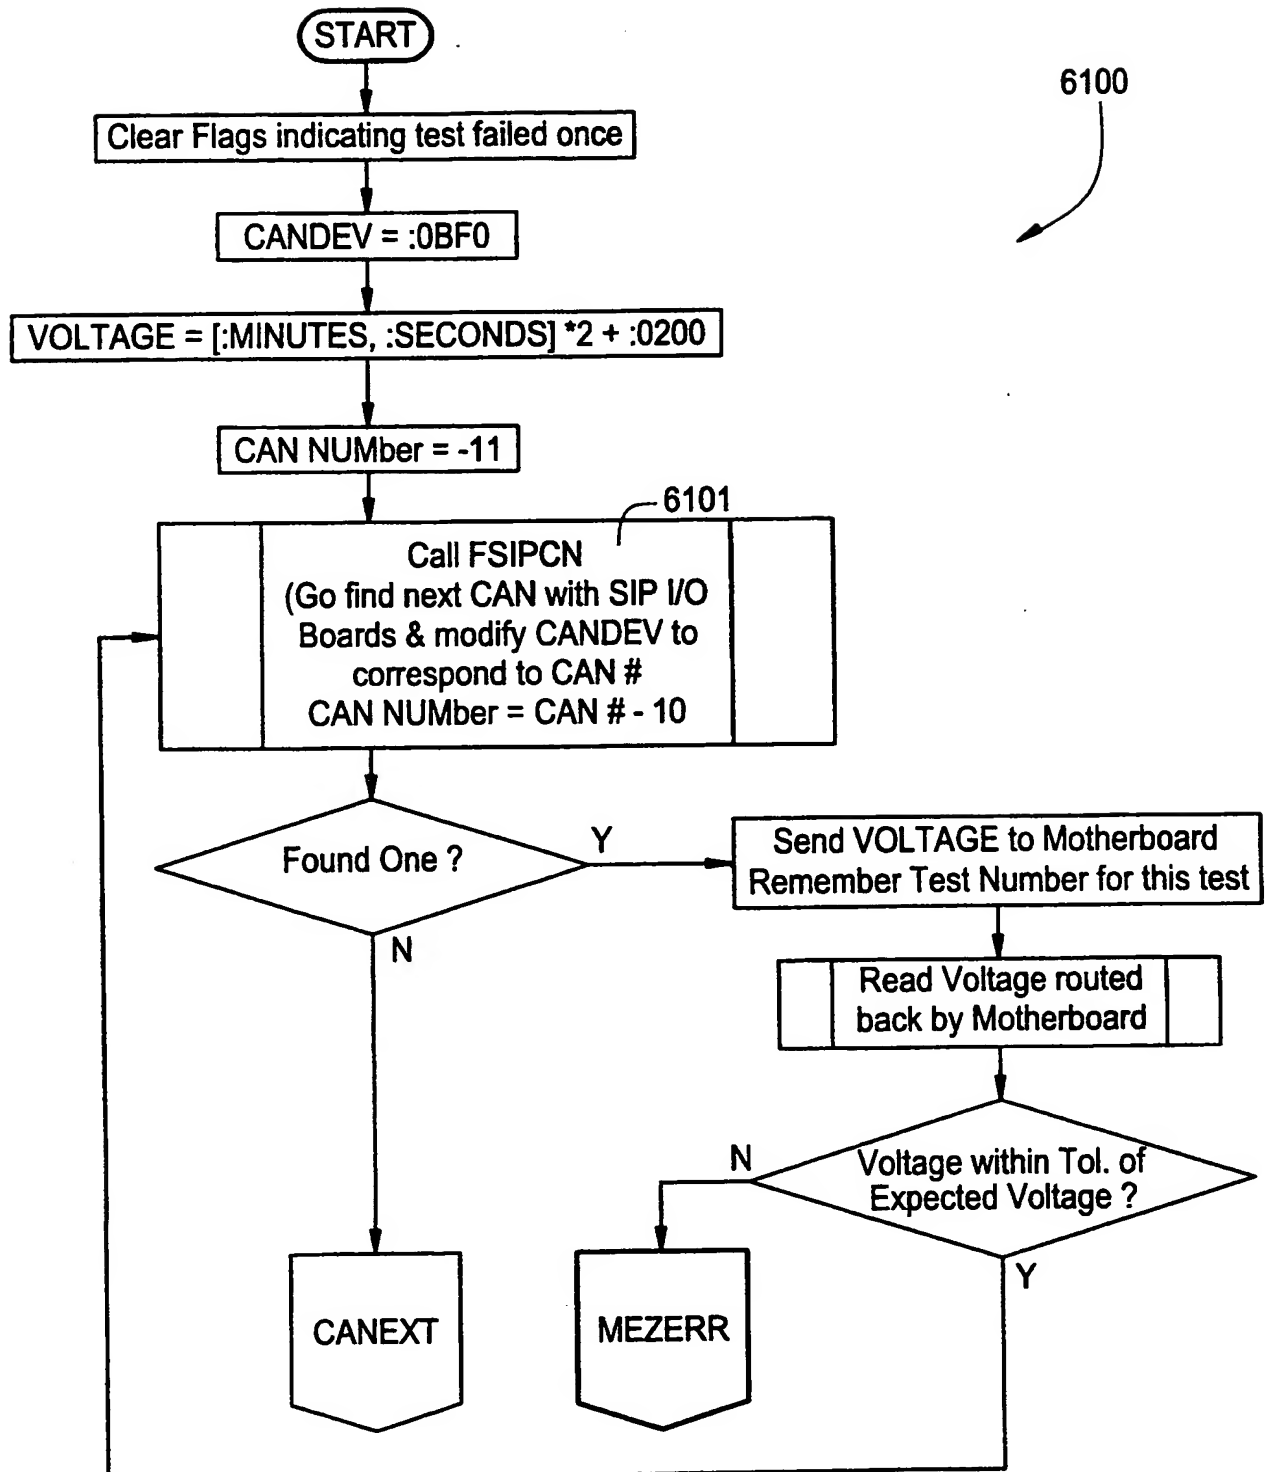 START
6100
Clear Flags indicating test failed once
CANDEV = :0BF0
VOLTAGE = [:MINUTES, :SECONDS] *2 + :0200
CAN NUMber = -11
6101
Call FSIPCN
(Go find next CAN with SIP I/O
Boards & modify CANDEV to
correspond to CAN #
CAN NUMber = CAN # - 10
Found One ?
Y
N
Send VOLTAGE to Motherboard
Remember Test Number for this test
Read Voltage routed
back by Motherboard
Voltage within Tol. of
Expected Voltage ?
N
Y
CANEXT
MEZERR